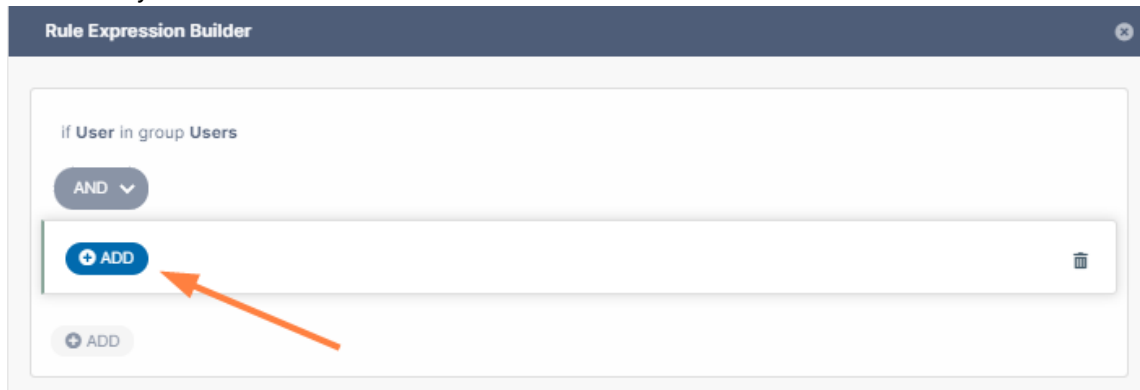 Rule Expression Builder
if User in group Users
AND
ADD
ADD